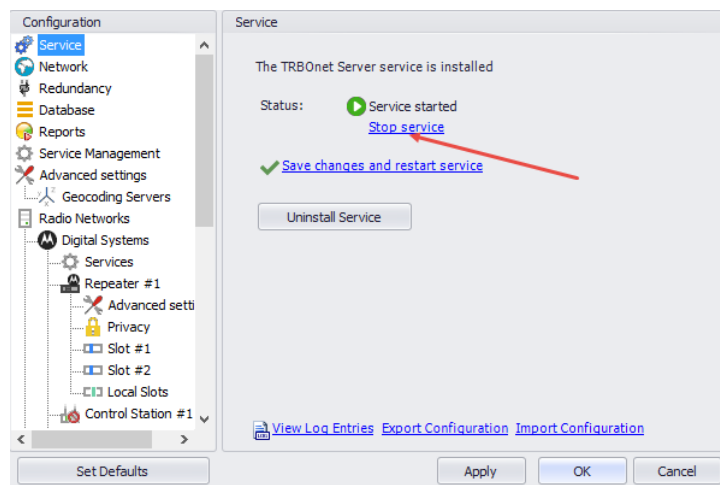 Configuration
Service
Network
Redundancy
Database
Reports
Service Management
Advanced settings
Geocoding Servers
Radio Networks
Digital Systems
Services
Repeater #1
Advanced setti
Privacy
Slot #1
Slot #2
Local Slots
Control Station #1
Set Defaults
Service
The TRBOnet Server service is installed
Status: Service started
Stop service
Save changes and restart service
Uninstall Service
View Log Entries Export Configuration Import Configuration
Apply OK Cancel